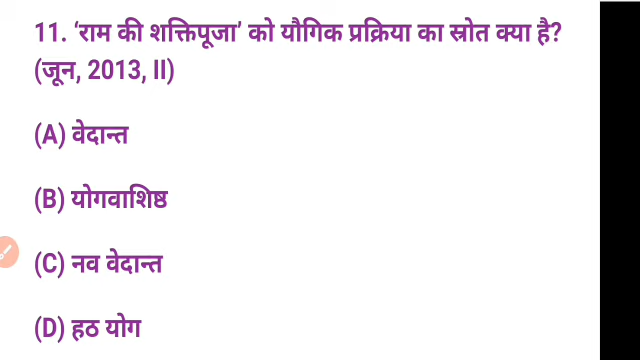 11. ‘राम की शक्तिपूजा’ को यौगिक प्रक्रिया का स्रोत क्या है?
(जून, 2013, II)
(A) वेदान्त
(B) योगवाशिष्ठ
(C) नव वेदान्त
(D) हठ योग